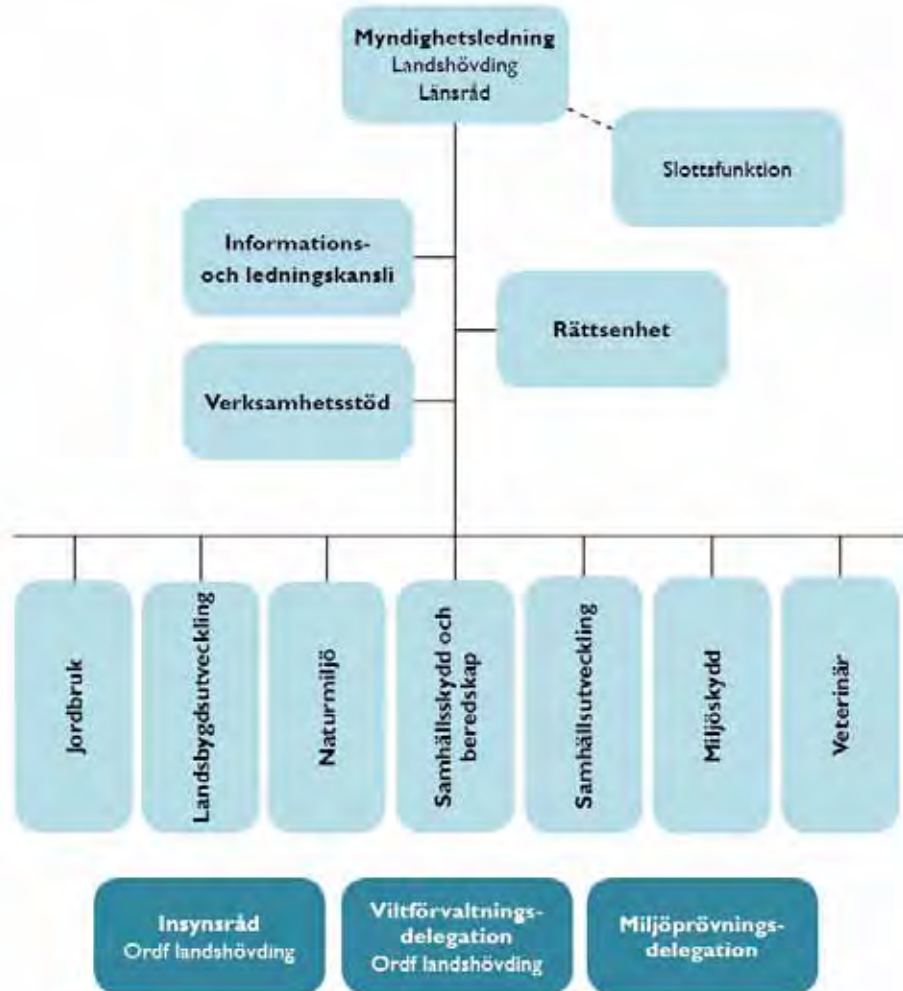 Myndighetsledning
Landshövding
Länsråd
Slottsfunktion
Informations-
och ledningskansli
Rättsenhet
Verksamhetsstöd
Jordbruk
Landsbygdsutveckling
Naturmiljö
Samhällsskydd och
beredskap
Samhällsutveckling
Miljöskydd
Veterinär
Insynsråd
Ordf landshövding
Viltförvaltnings-
delegation
Ordf landshövding
Miljöprövnings-
delegation